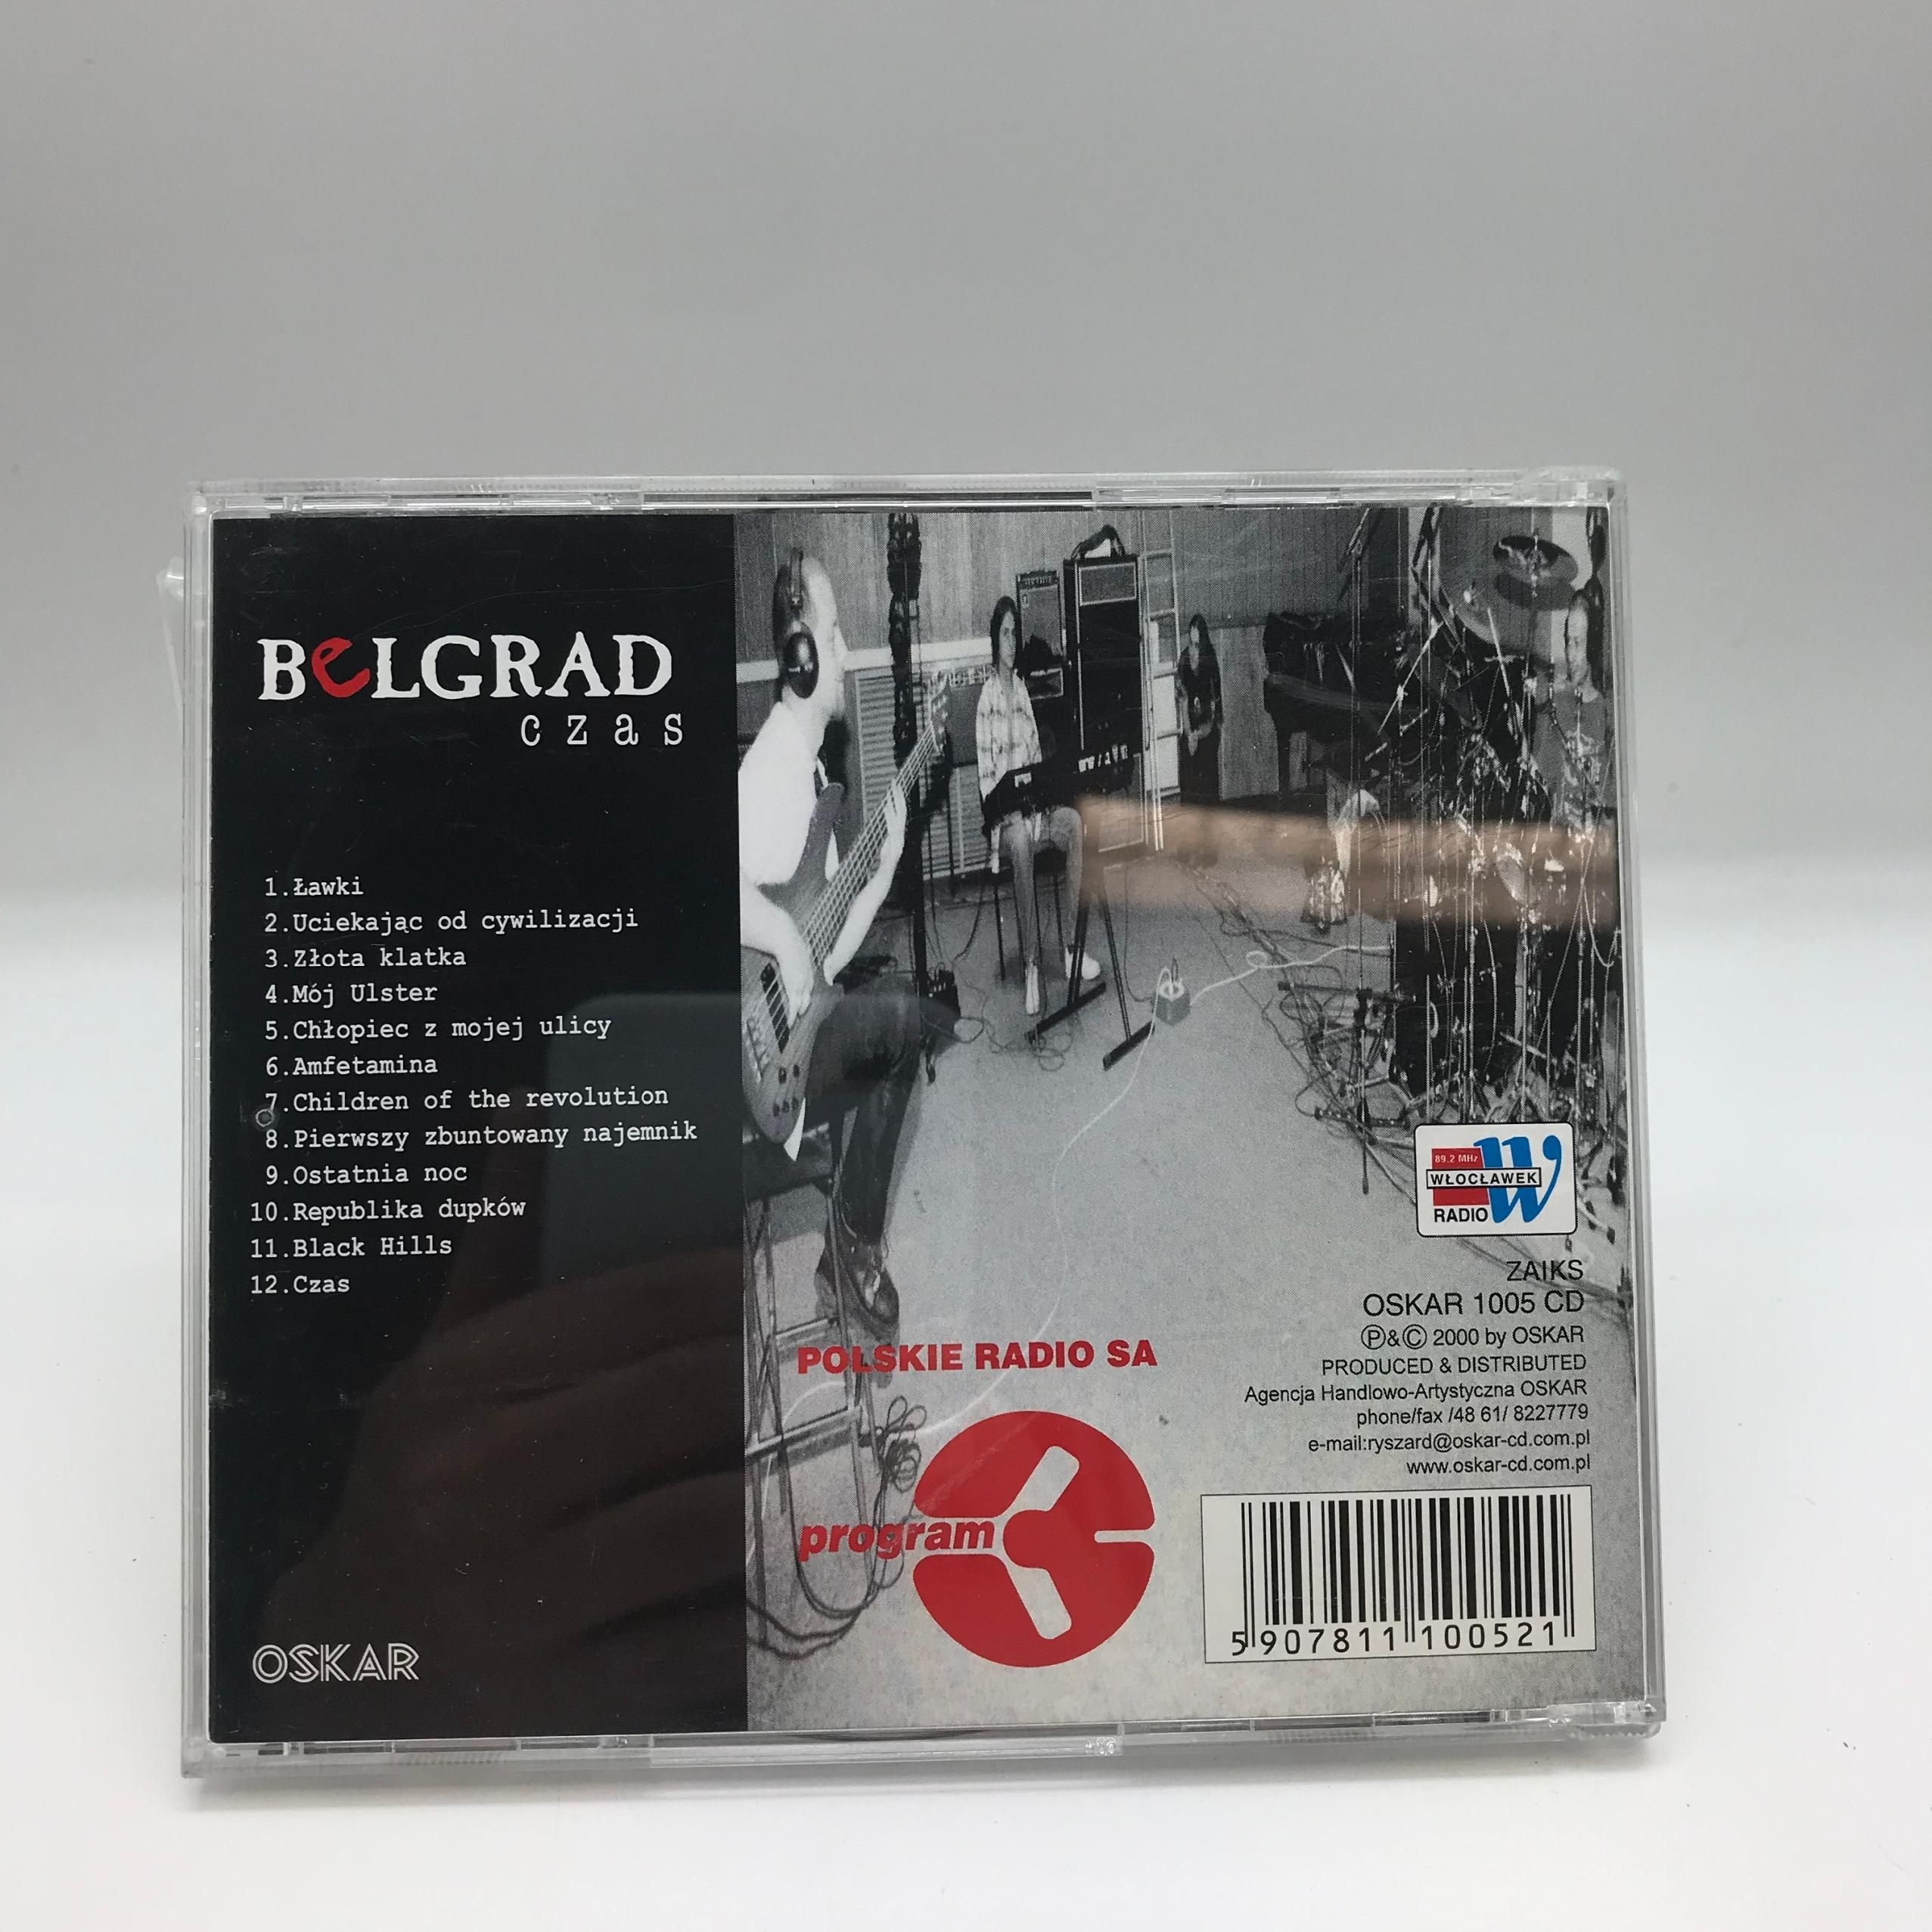 BeLGRAD
czas
1.Ławki
2.Uciekając od cywilizacji
3.Złota klatka
4.Mój Ulster
5.Chłopiec z mojej ulicy
6.Amfetamina
7.Children of the revolution
8.Pierwszy zbuntowany najemnik
9.Ostatnia noc
10.Republika dupków
11.Black Hills
12.Czas
OSKAR
POLSKIE RADIO SA
program
89,2 MHz
W
WŁOCŁAWEK
RADIO
ZAIKS
OSKAR 1005 CD
Ⓟ&© 2000 by OSKAR
PRODUCED & DISTRIBUTED
Agencja Handlowo-Artystyczna OSKAR
phone/fax /48 61/ 8227779
e-mail:ryszard@oskar-cd.com.pl
www.oskar-cd.com.pl
5 907811 100521